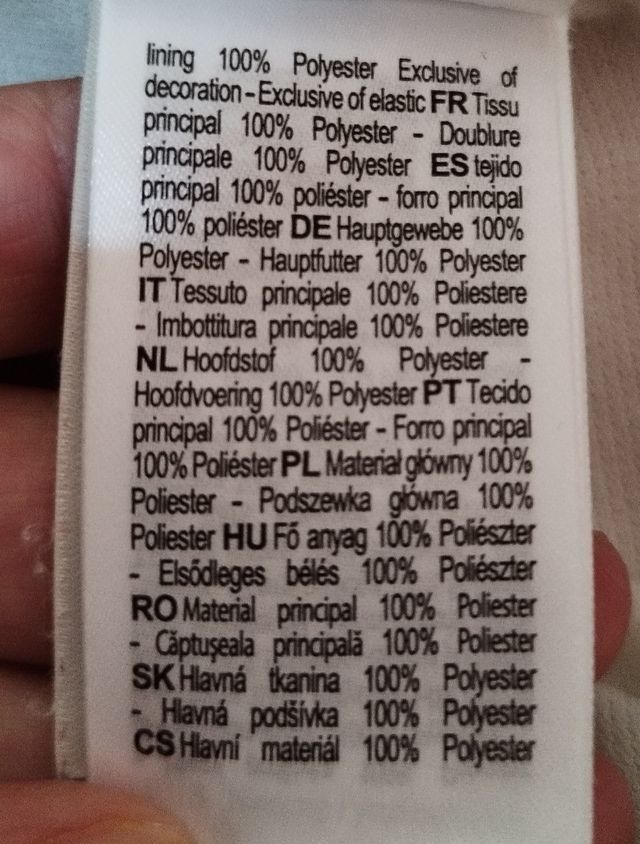 lining 100% Polyester Exclusive of
decoration - Exclusive of elastic FR Tissu
principal 100% Polyester - Doublure
principale 100% Polyester ES tejido
principal 100% poliéster - forro principal
100% poliéster DE Hauptgewebe 100%
Polyester - Hauptfutter 100% Polyester
IT Tessuto principale 100% Poliestere
- Imbottitura principale 100% Poliestere
NL Hoofdstof 100% Polyester -
Hoofdvoering 100% Polyester PT Tecido
principal 100% Poliéster - Forro principal
100% Poliéster PL Materiał główny 100%
Poliester - Podszewka główna 100%
Poliester HU Fő anyag 100% Poliészter
- Elsődleges bélés 100% Poliészter
RO Material principal 100% Poliester
- Căptuşeala principală 100% Poliester
SK Hlavná tkanina 100% Polyester
- Hlavná podšívka 100% Polyester
CS Hlavní materiál 100% Polyester